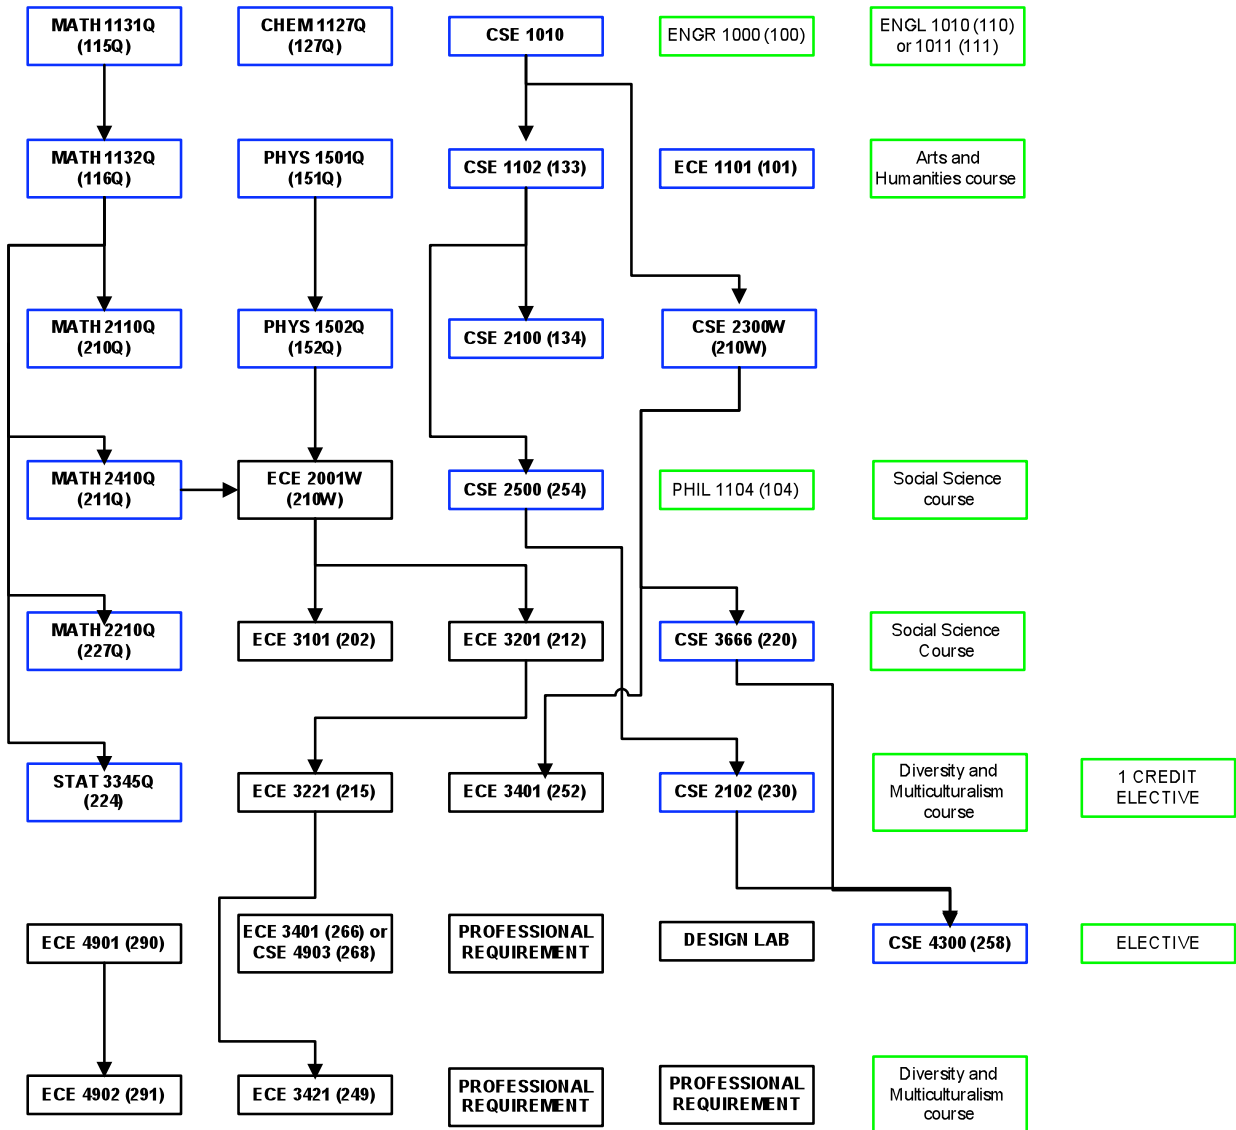 MATH 1131Q
(115Q)
CHEM 1127Q
(127Q)
CSE 1010
ENGR 1000 (100)
ENGL 1010 (110)
or 1011 (111)
MATH 1132Q
(116Q)
PHYS 1501Q
(151Q)
CSE 1102 (133)
ECE 1101 (101)
Arts and
Humanities course
MATH 2110Q
(210Q)
PHYS 1502Q
(152Q)
CSE 2100 (134)
CSE 2300W
(210W)
MATH 2410Q
(211Q)
ECE 2001W
(210W)
CSE 2500 (254)
PHIL 1104 (104)
Social Science
course
MATH 2210Q
(227Q)
ECE 3101 (202)
ECE 3201 (212)
CSE 3666 (220)
Social Science
Course
STAT 3345Q
(224)
ECE 3221 (215)
ECE 3401 (252)
CSE 2102 (230)
Diversity and
Multiculturalism
course
1 CREDIT
ELECTIVE
ECE 4901 (290)
ECE 3401 (266) or
CSE 4903 (268)
PROFESSIONAL
REQUIREMENT
DESIGN LAB
CSE 4300 (258)
ELECTIVE
ECE 4902 (291)
ECE 3421 (249)
PROFESSIONAL
REQUIREMENT
PROFESSIONAL
REQUIREMENT
Diversity and
Multiculturalism
course